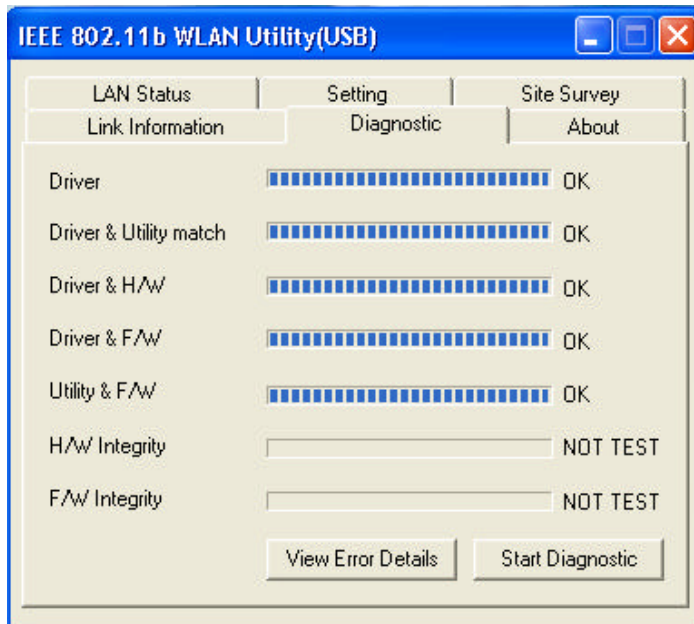 IEEE 802.11b WLAN Utility(USB)
LAN Status Setting Site Survey
Link Information Diagnostic About
Driver OK
Driver & Utility match OK
Driver & H/W OK
Driver & F/W OK
Utility & F/W OK
H/W Integrity NOT TEST
F/W Integrity NOT TEST
View Error Details Start Diagnostic